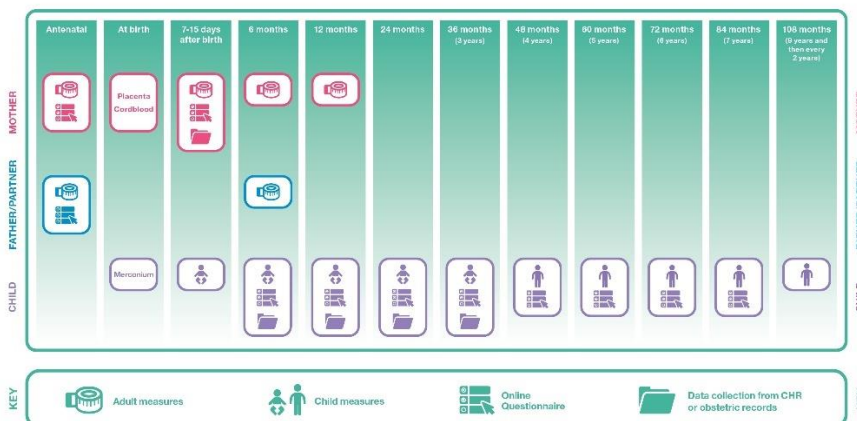 Antenatal
At birth
7-15 days
after birth
6 months
12 months
24 months
36 months
(3 years)
48 months
(4 years)
60 months
(5 years)
72 months
(6 years)
84 months
(7 years)
108 months
(9 years and
then every
2 years)
MOTHER
Placenta
Cordblood
FATHER/PARTNER
CHILD
Merconium
KEY
Adult measures
Child measures
Online
Questionnaire
Data collection from CHR
or obstetric records